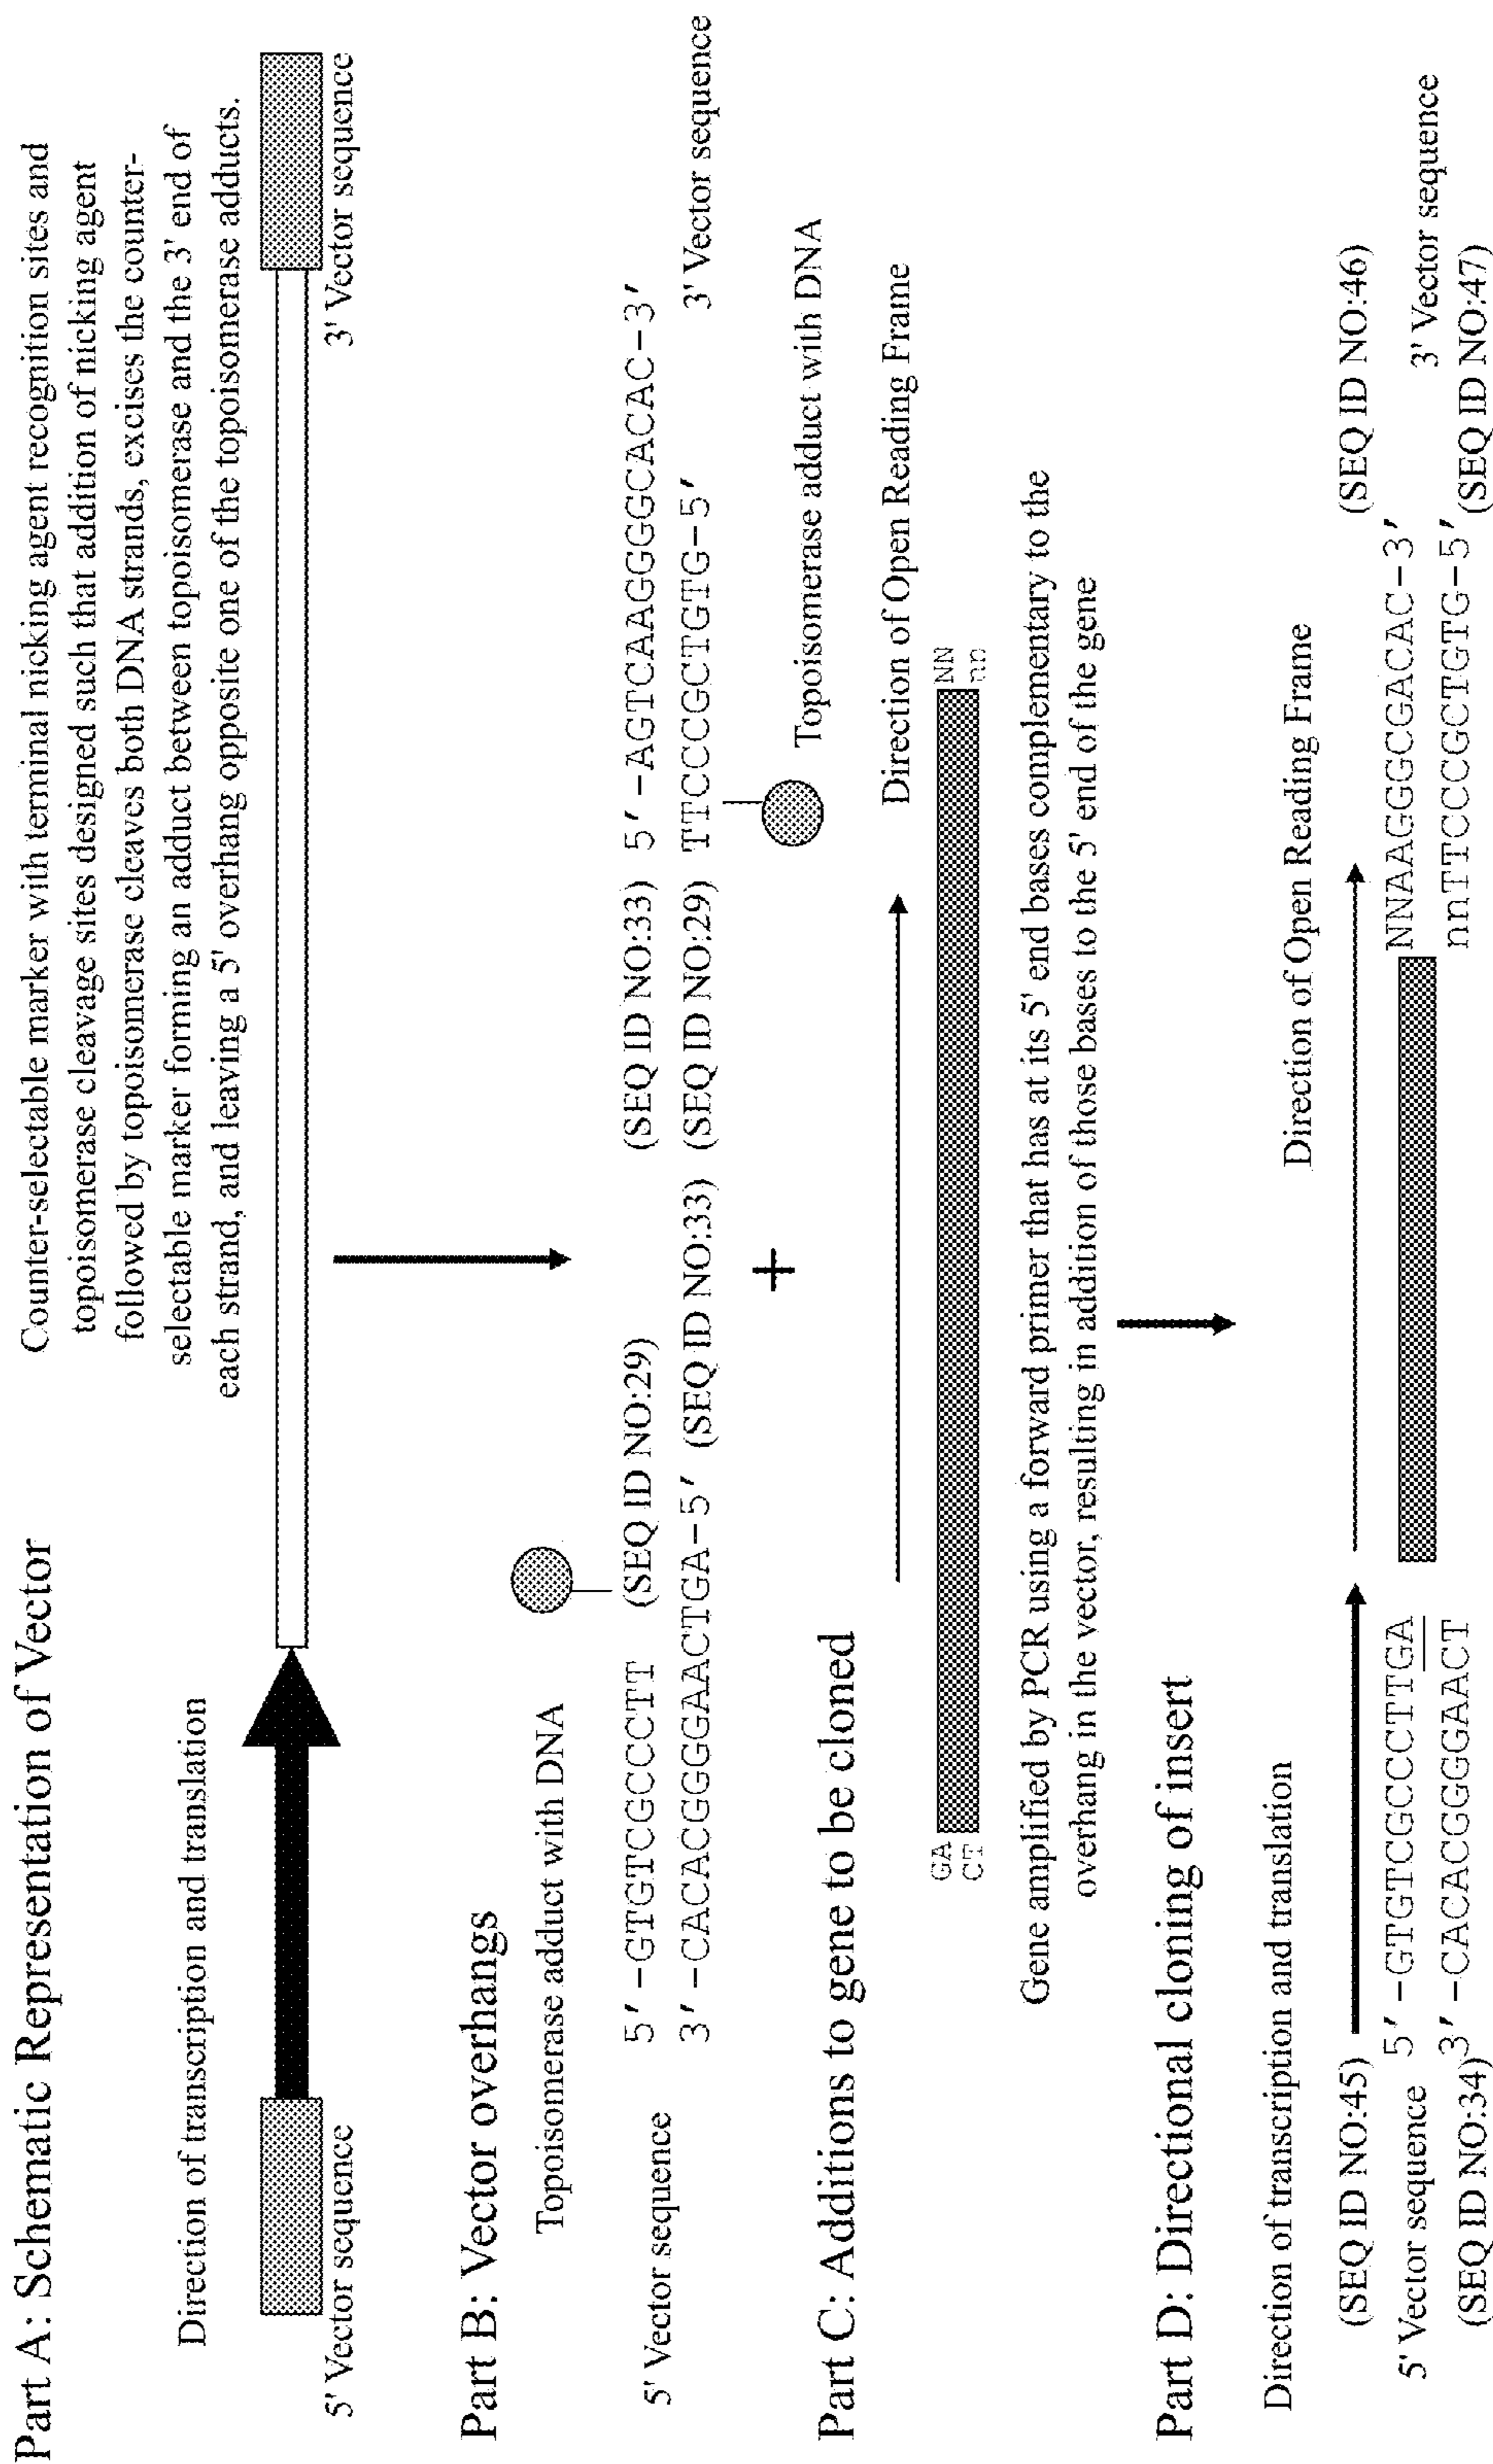 Part A: Schematic Representation of Vector
Counter-selectable marker with terminal nicking agent recognition sites and
topoisomerase cleavage sites designed such that addition of nicking agent
followed by topoisomerase cleaves both DNA strands, excises the counter-
selectable marker forming an adduct between topoisomerase and the 3' end of
each strand, and leaving a 5' overhang opposite one of the topoisomerase adducts.
Direction of transcription and translation
5' Vector sequence
3' Vector sequence
Part B: Vector overhangs
Topoisomerase adduct with DNA
5'-GTGTCGCCCTT (SEQ ID NO:29) (SEQ ID NO:33) 5'-AGTCAAGGGGCACAC-3'
5' Vector sequence
3'-CACACGGGGAACTGA-5' (SEQ ID NO:33) (SEQ ID NO:29) TTCCCGCTGTG-5'
3' Vector sequence
+
Topoisomerase adduct with DNA
Part C: Additions to gene to be cloned
Direction of Open Reading Frame
GA NN
CT nn
Gene amplified by PCR using a forward primer that has at its 5' end bases complementary to the
overhang in the vector, resulting in addition of those bases to the 5' end of the gene
Part D: Directional cloning of insert
Direction of transcription and translation
Direction of Open Reading Frame
(SEQ ID NO:45) (SEQ ID NO:46)
5'-GTGTCGCCCTTGA NNAAGGGCGACAC-3'
5' Vector sequence 3' Vector sequence
3'-CACACGGGGAACT nnTTCCCGCTGTG-5'
(SEQ ID NO:34) (SEQ ID NO:47)